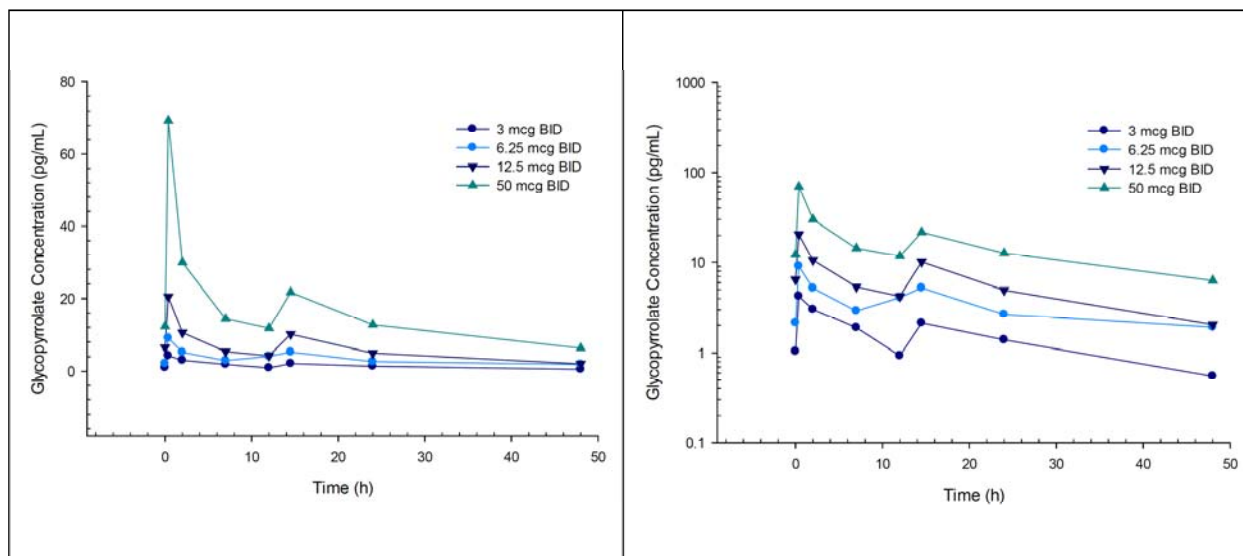 80
60
40
20
0
Glycopyrrolate Concentration (pg/mL)
3 mcg BID
6.25 mcg BID
12.5 mcg BID
50 mcg BID
0 10 20 30 40 50
Time (h)
1000
100
10
1
0.1
Glycopyrrolate Concentration (pg/mL)
3 mcg BID
6.25 mcg BID
12.5 mcg BID
50 mcg BID
0 10 20 30 40 50
Time (h)